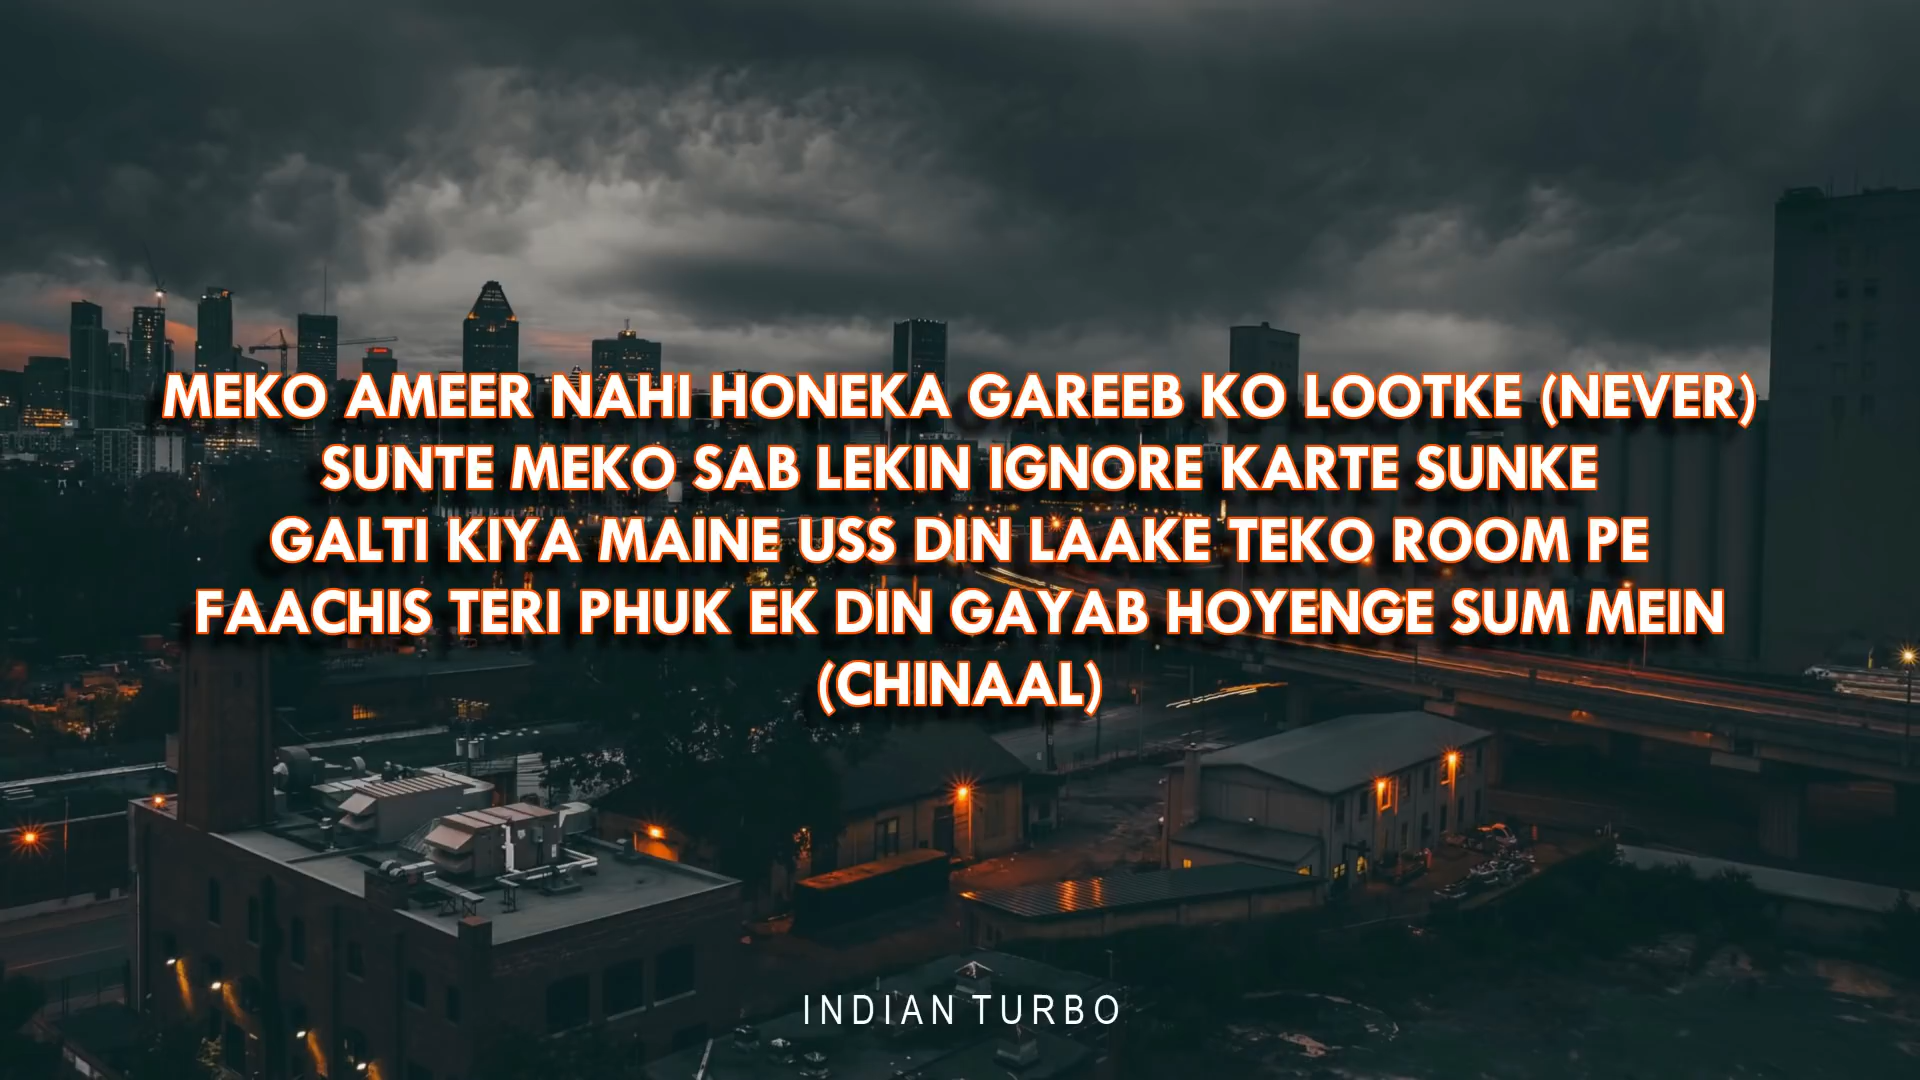 MEKO AMEER NAHI HONEKA GAREEB KO LOOTKE (NEVER)
SUNTE MEKO SAB LEKIN IGNORE KARTE SUNKE
GALTI KIYA MAINE USS DIN LAAKE TEKO ROOM PE
FAACHIS TERI PHUK EK DIN GAYAB HOYENGE SUM MEIN
(CHINAAL)
INDIAN TURBO